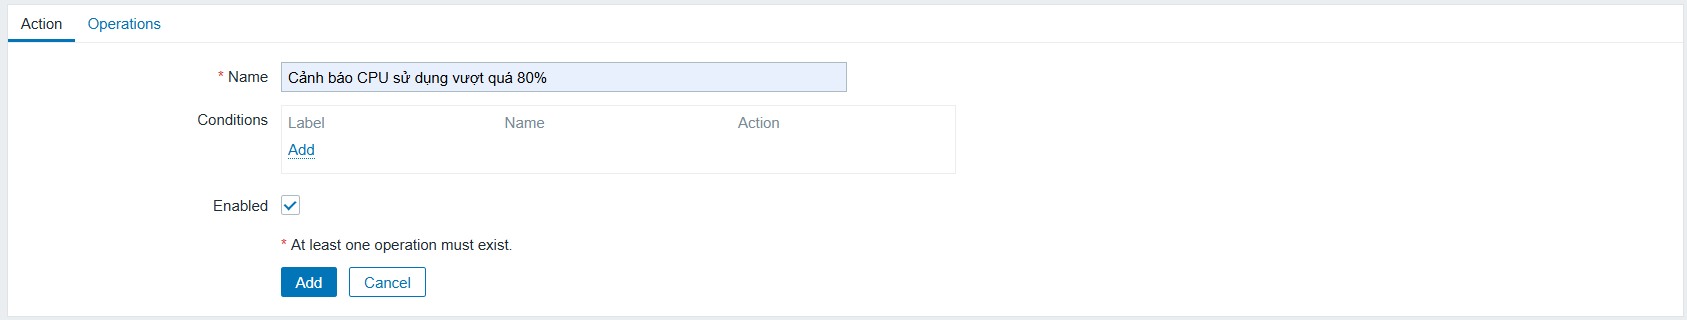 Action Operations
* Name Cảnh báo CPU sử dụng vượt quá 80%
Conditions Label Name Action
Add
Enabled
* At least one operation must exist.
Add Cancel